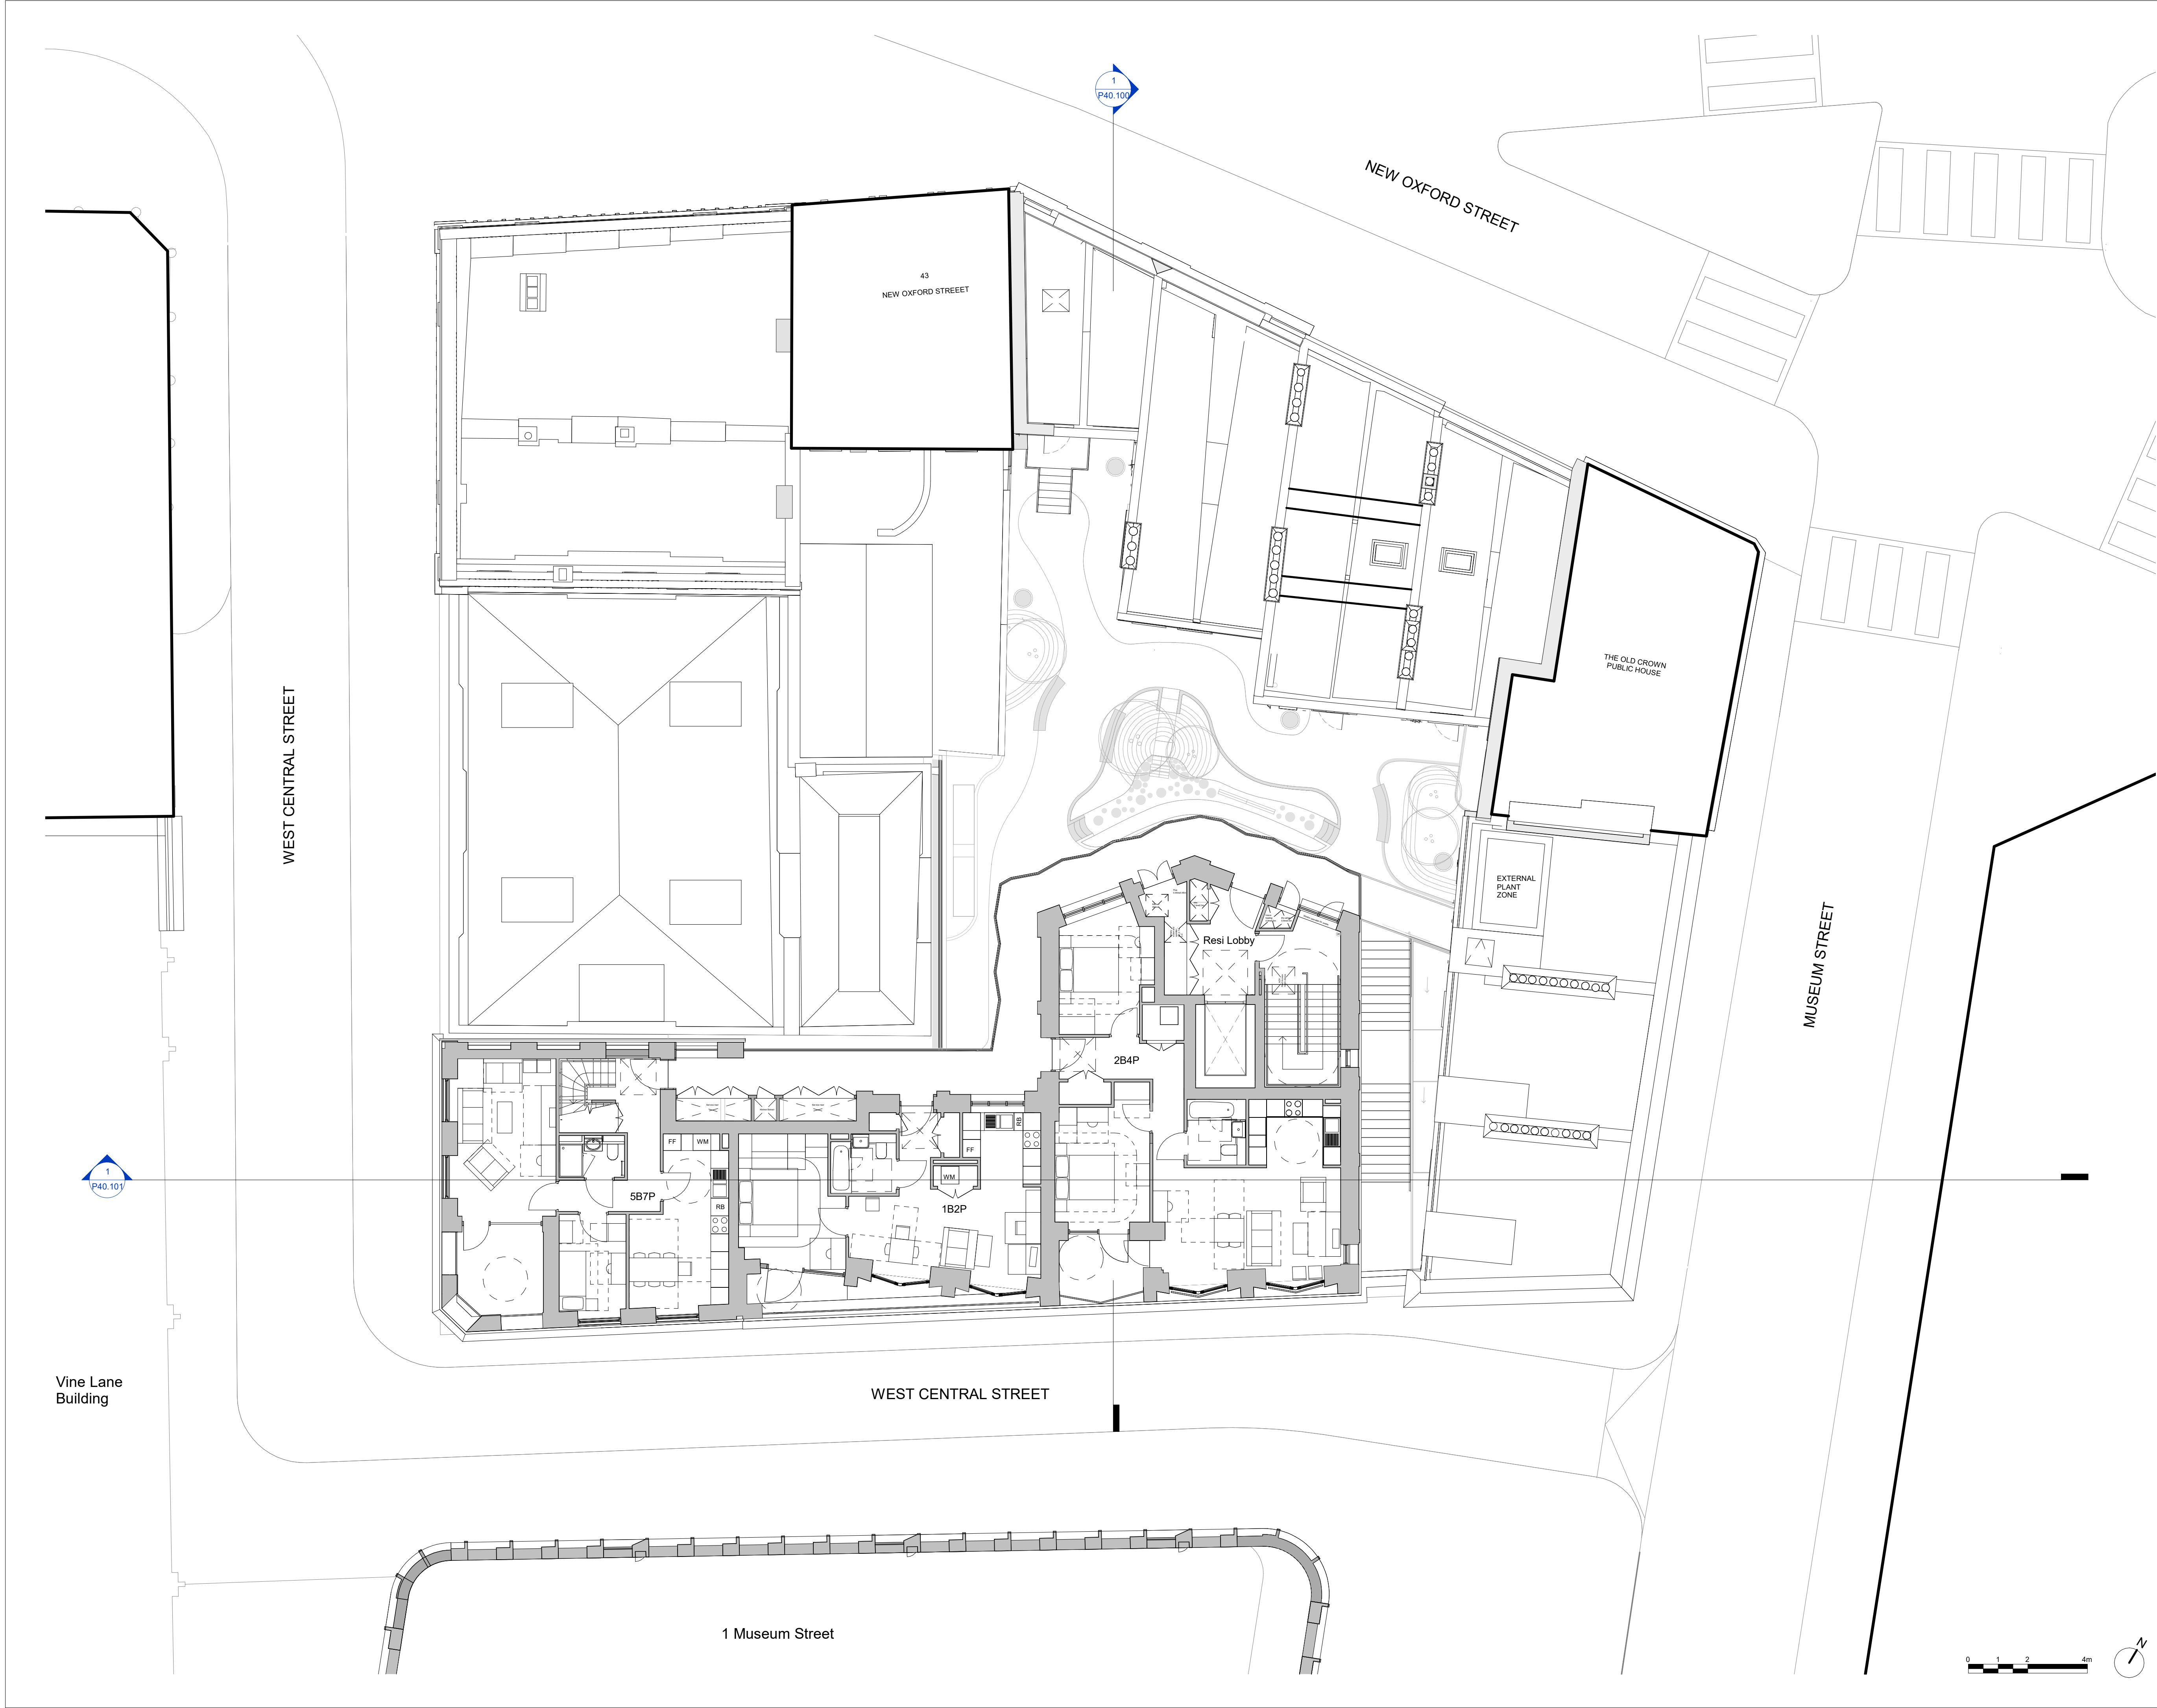 1
P40.100
NEW OXFORD STREET
43
NEW OXFORD STREEET
THE OLD CROWN
PUBLIC HOUSE
WEST CENTRAL STREET
EXTERNAL
PLANT
ZONE
MUSEUM STREET
Resi Lobby
2B4P
1
P40.101
FF
WM
RB
5B7P
RB
FF
WM
1B2P
Vine Lane
Building
WEST CENTRAL STREET
1 Museum Street
0 1 2 4m
N